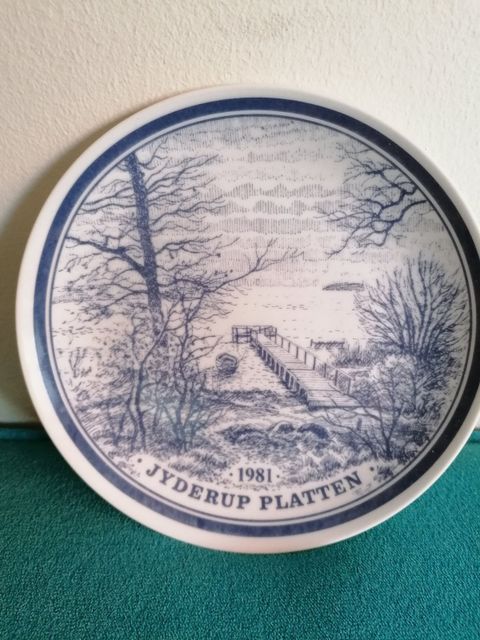 · 1981 ·
· JYDERUP PLATTEN ·